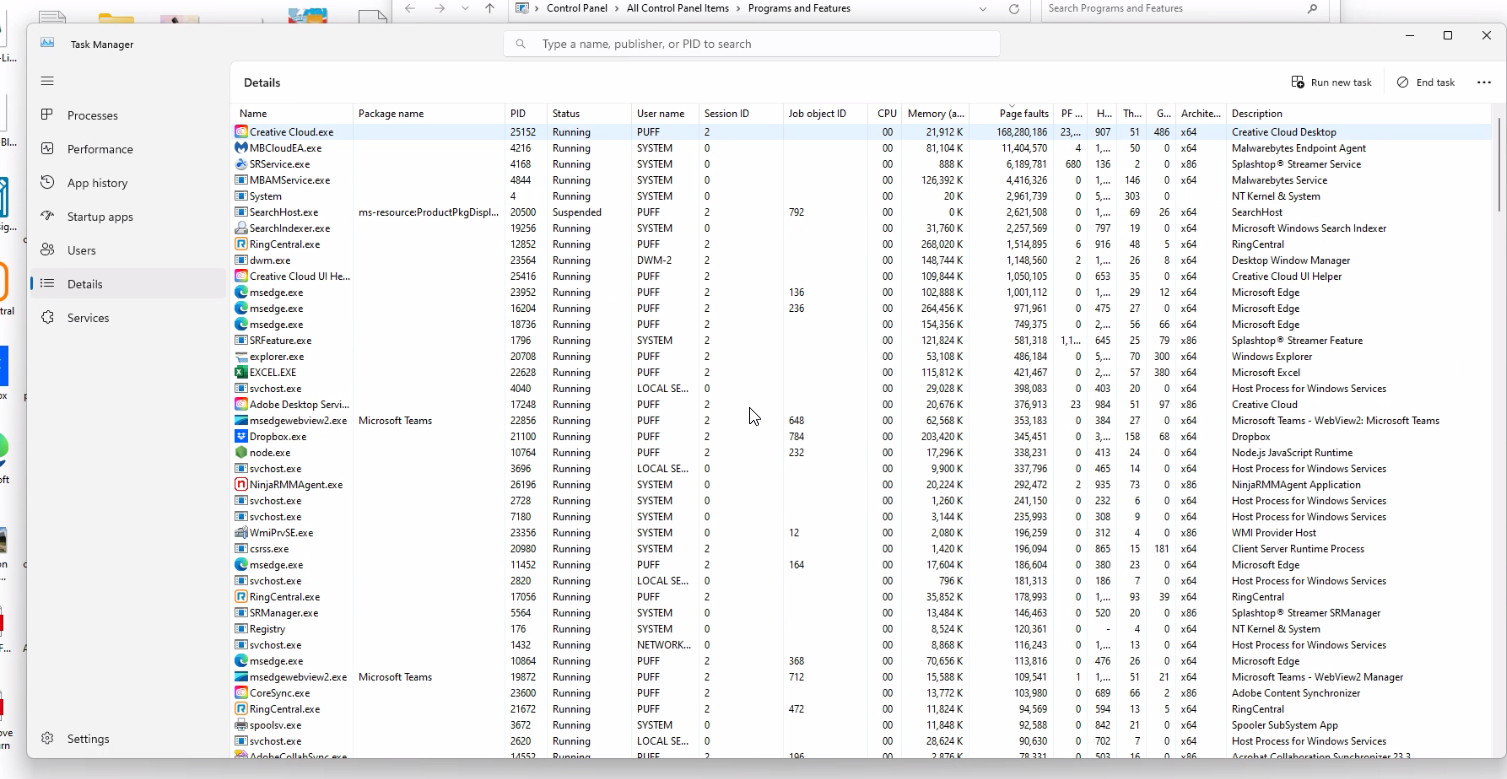 Control Panel > All Control Panel Items > Programs and Features Search Programs and Features
Task Manager
Type a name, publisher, or PID to search
Details
Run new task
End task
Processes
Performance
App history
Startup apps
Users
Details
Services
Settings
Name Package name PID Status User name Session ID Job object ID CPU Memory (a... Page faults PF ... H... Th... G... Archite... Description
Creative Cloud.exe 25152 Running PUFF 2 00 21,912 K 168,280,186 23,... 907 51 486 x64 Creative Cloud Desktop
MBCloudEA.exe 4216 Running SYSTEM 0 00 81,104 K 11,404,570 4 1,... 50 0 x64 Malwarebytes Endpoint Agent
SRService.exe 4168 Running SYSTEM 0 00 888 K 6,189,781 680 136 2 0 x86 Splashtop® Streamer Service
MBAMService.exe 4844 Running SYSTEM 0 00 126,392 K 4,416,326 0 1,... 146 0 x64 Malwarebytes Service
System 4 Running SYSTEM 0 00 20 K 2,961,739 0 5,... 303 0 NT Kernel & System
SearchHost.exe ms-resource:ProductPkgDispl... 20500 Suspended PUFF 2 792 00 0 K 2,621,508 0 1,... 69 26 x64 SearchHost
SearchIndexer.exe 19256 Running SYSTEM 0 00 31,760 K 2,257,569 0 797 19 0 x64 Microsoft Windows Search Indexer
RingCentral.exe 12852 Running PUFF 2 00 268,020 K 1,514,895 6 916 48 5 x64 RingCentral
dwm.exe 23564 Running DWM-2 2 00 148,744 K 1,148,560 2 1,... 26 8 x64 Desktop Window Manager
Creative Cloud UI He... 25416 Running PUFF 2 00 109,844 K 1,050,105 0 653 35 0 x64 Creative Cloud UI Helper
msedge.exe 23952 Running PUFF 2 136 00 102,888 K 1,001,112 0 1,... 29 12 x64 Microsoft Edge
msedge.exe 16204 Running PUFF 2 236 00 264,456 K 971,961 0 475 27 0 x64 Microsoft Edge
msedge.exe 18736 Running PUFF 2 00 154,356 K 749,375 0 2,... 56 66 x64 Microsoft Edge
SRFeature.exe 1796 Running SYSTEM 2 00 121,824 K 581,318 1,1... 645 25 79 x86 Splashtop® Streamer Feature
explorer.exe 20708 Running PUFF 2 00 53,108 K 486,184 0 5,... 70 300 x64 Windows Explorer
EXCEL.EXE 22628 Running PUFF 2 00 115,812 K 421,467 0 2,... 57 380 x64 Microsoft Excel
svchost.exe 4040 Running LOCAL SE... 0 00 29,028 K 398,083 0 403 20 0 x64 Host Process for Windows Services
Adobe Desktop Servi... 17248 Running PUFF 2 00 20,676 K 376,913 23 984 51 97 x86 Creative Cloud
msedgewebview2.exe Microsoft Teams 22856 Running PUFF 2 648 00 62,568 K 353,183 0 384 27 0 x64 Microsoft Teams - WebView2: Microsoft Teams
Dropbox.exe 21100 Running PUFF 2 784 00 203,420 K 345,451 0 3,... 158 68 x64 Dropbox
node.exe 10764 Running PUFF 2 232 00 17,296 K 338,231 0 413 24 0 x64 Node.js JavaScript Runtime
svchost.exe 3696 Running LOCAL SE... 0 00 9,900 K 337,796 0 465 14 0 x64 Host Process for Windows Services
NinjaRMMAgent.exe 26196 Running SYSTEM 0 00 20,224 K 292,472 2 935 73 0 x86 NinjaRMMAgent Application
svchost.exe 2728 Running SYSTEM 0 00 1,260 K 241,150 0 232 6 0 x64 Host Process for Windows Services
svchost.exe 7180 Running SYSTEM 0 00 3,144 K 235,993 0 308 9 0 x64 Host Process for Windows Services
WmiPrvSE.exe 23356 Running SYSTEM 0 12 00 2,080 K 196,259 0 312 4 0 x86 WMI Provider Host
csrss.exe 20980 Running SYSTEM 2 00 1,420 K 196,094 0 865 15 181 x64 Client Server Runtime Process
msedge.exe 11452 Running PUFF 2 164 00 17,604 K 186,604 0 380 23 0 x64 Microsoft Edge
svchost.exe 2820 Running LOCAL SE... 0 00 796 K 181,313 0 186 7 0 x64 Host Process for Windows Services
RingCentral.exe 17056 Running PUFF 2 00 35,852 K 178,993 1,... 93 39 x64 RingCentral
SRManager.exe 5564 Running SYSTEM 0 00 13,484 K 146,463 0 520 20 0 x86 Splashtop® Streamer SRManager
Registry 176 Running SYSTEM 0 00 8,524 K 120,361 0 - 4 0 x64 NT Kernel & System
svchost.exe 1432 Running NETWORK... 0 00 8,868 K 116,243 0 1,... 13 0 x64 Host Process for Windows Services
msedge.exe 10864 Running PUFF 2 368 00 70,656 K 113,816 0 476 26 0 x64 Microsoft Edge
msedgewebview2.exe Microsoft Teams 19872 Running PUFF 2 712 00 15,588 K 109,541 1 1,... 51 21 x64 Microsoft Teams - WebView2 Manager
CoreSync.exe 23600 Running PUFF 2 00 13,772 K 103,980 0 689 66 2 x86 Adobe Content Synchronizer
RingCentral.exe 21672 Running PUFF 2 472 00 11,824 K 94,569 0 594 13 5 x64 RingCentral
spoolsv.exe 3672 Running SYSTEM 0 00 11,848 K 92,588 0 842 21 0 x64 Spooler SubSystem App
svchost.exe 2620 Running LOCAL SE... 0 00 28,624 K 90,630 0 702 7 0 x64 Host Process for Windows Services
AdobeCollabSync.exe 14552 Running PUFF 2 196 00 2,876 K 78,331 0 503 16 0 x86 Acrobat Collaboration Synchronizer 23.3